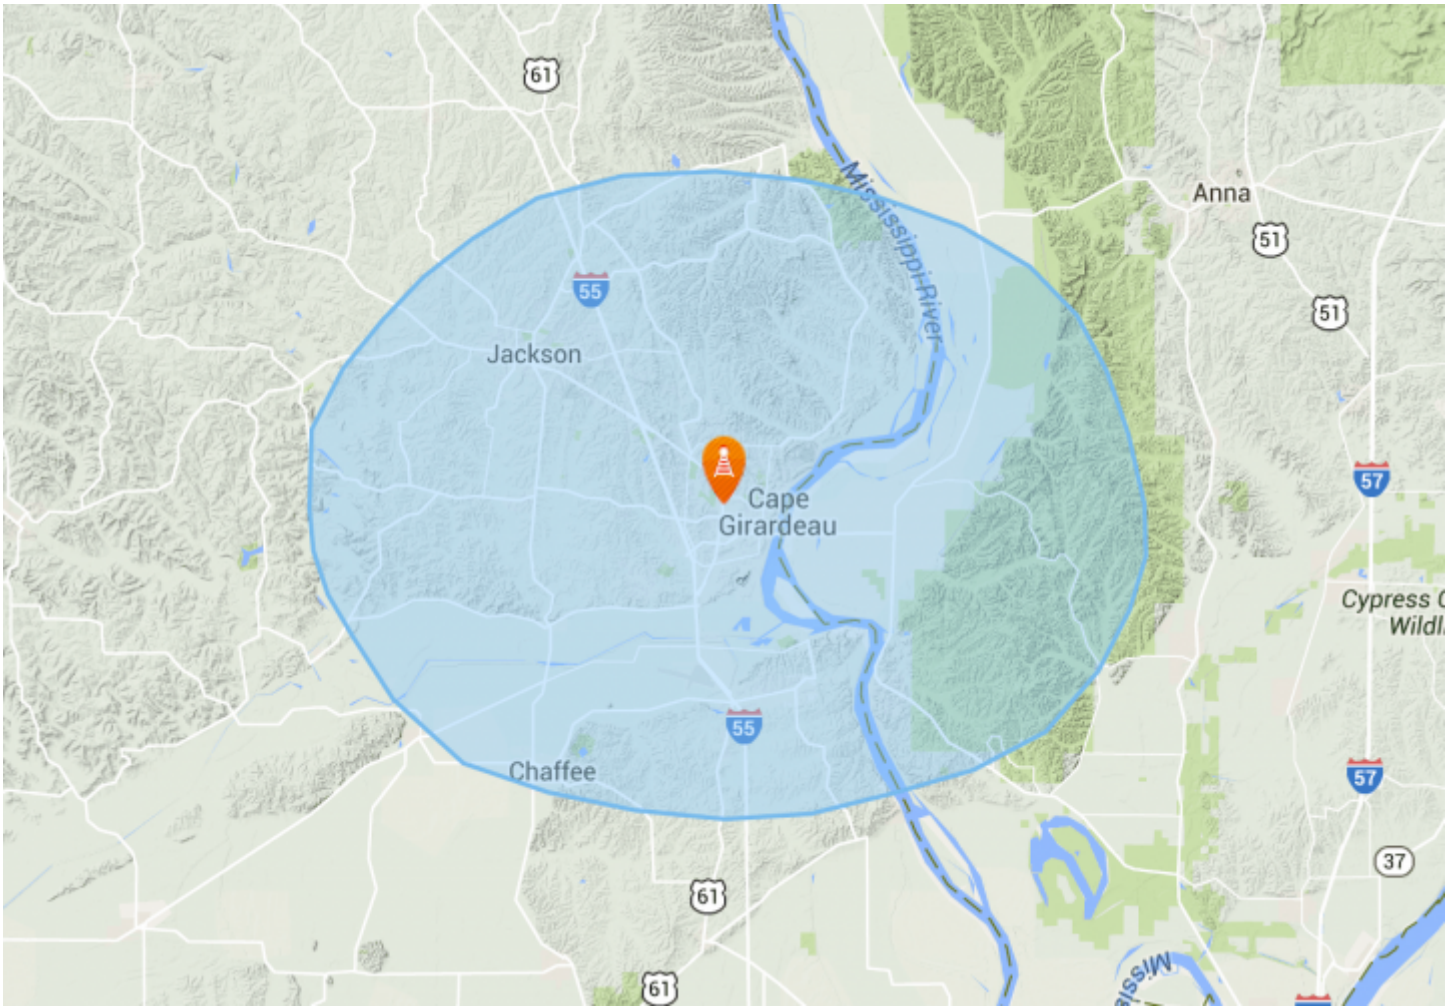 61
Anna
51
Mississippi River
55
51
Jackson
57
Cape
Girardeau
Cypress C
Wildl
55
Chaffee
57
37
61
Missis
61